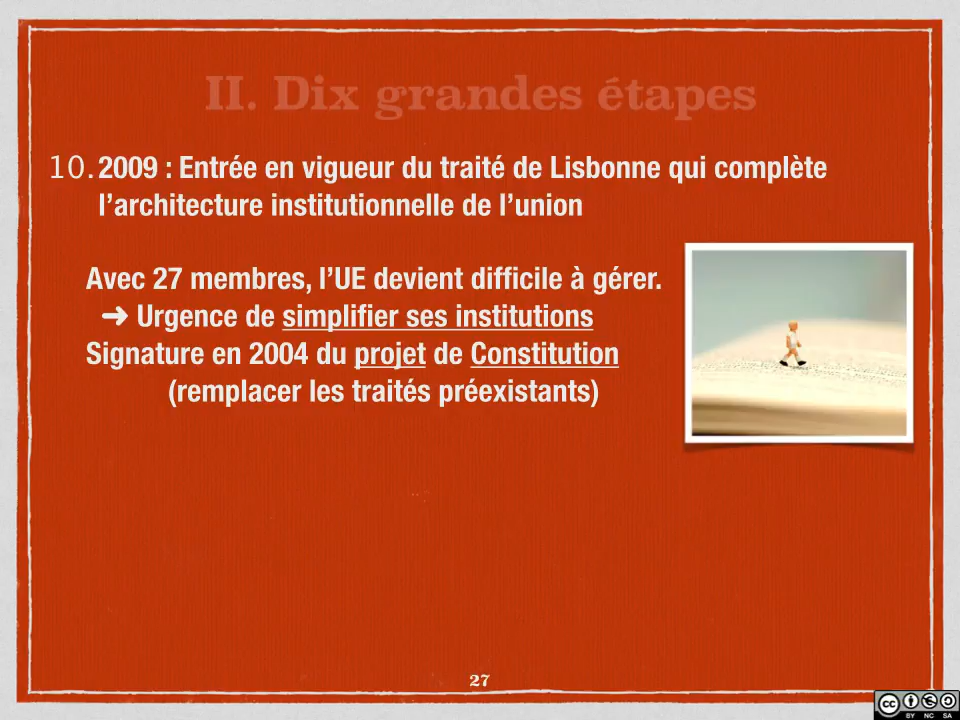 II. Dix grandes étapes
10. 2009 : Entrée en vigueur du traité de Lisbonne qui complète
l’architecture institutionnelle de l’union
Avec 27 membres, l’UE devient difficile à gérer.
➜ Urgence de simplifier ses institutions
Signature en 2004 du projet de Constitution
(remplacer les traités préexistants)
27
cc
BY NC SA